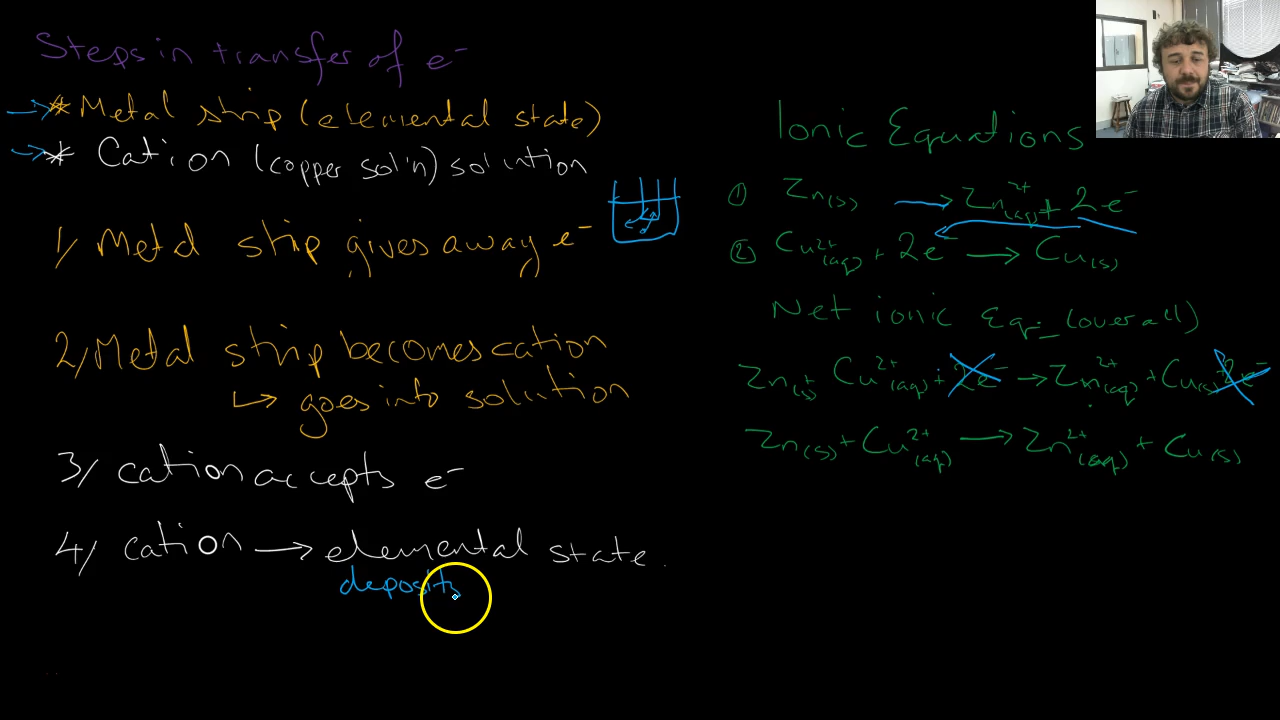 Steps in transfer of e⁻
* Metal strip (elemental state)
* Cation (copper sol'n) solution
1/ Metal strip gives away e⁻
2/ Metal strip becomes cation
↳ goes into solution
3/ cation accepts e⁻
4/ cation → elemental state.
deposits
Ionic Equations
① Zn(s) → Zn²⁺(aq) + 2e⁻
② Cu²⁺(aq) + 2e⁻ → Cu(s)
Net ionic Eqn (overall)
Zn(s) + Cu²⁺(aq) + 2e⁻ → Zn²⁺(aq) + Cu(s) + 2e⁻
Zn(s) + Cu²⁺(aq) → Zn²⁺(aq) + Cu(s)